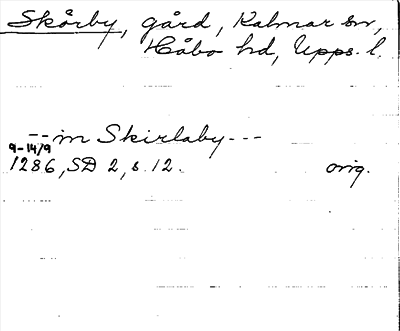 Skårby, gård, Kalmar sn,
Håbo hd, Upps. l.
-- in Skirlaby ---
9-14/9
1286, SD 2, s. 12.
orig.